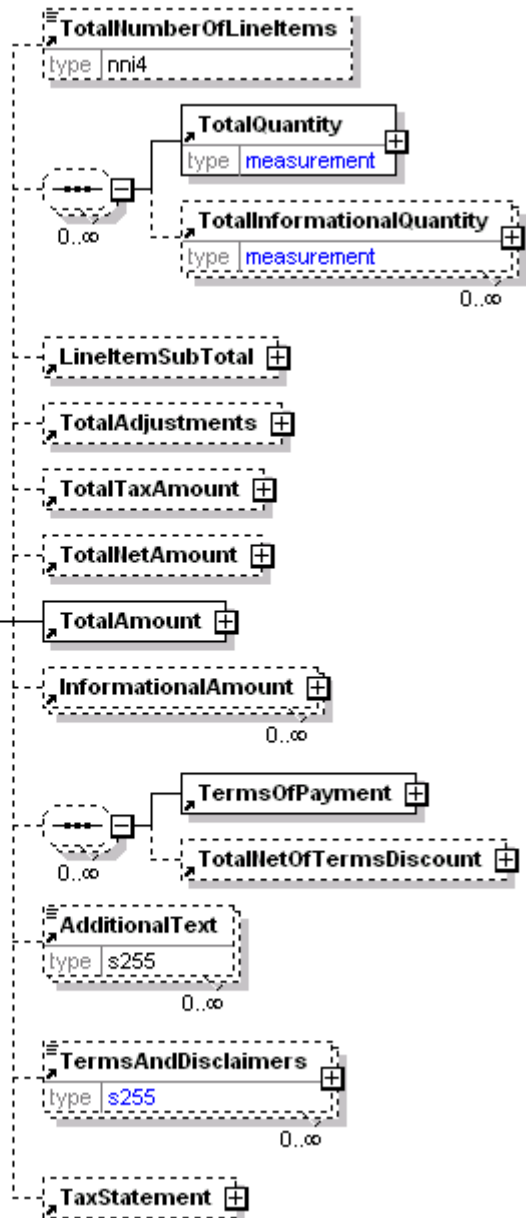 TotalNumberOfLineItems
type nni4
TotalQuantity
type measurement
TotalInformationalQuantity
type measurement
0..∞
0..∞
LineItemSubTotal
TotalAdjustments
TotalTaxAmount
TotalNetAmount
TotalAmount
InformationalAmount
0..∞
TermsOfPayment
TotalNetOfTermsDiscount
0..∞
AdditionalText
type s255
0..∞
TermsAndDisclaimers
type s255
0..∞
TaxStatement